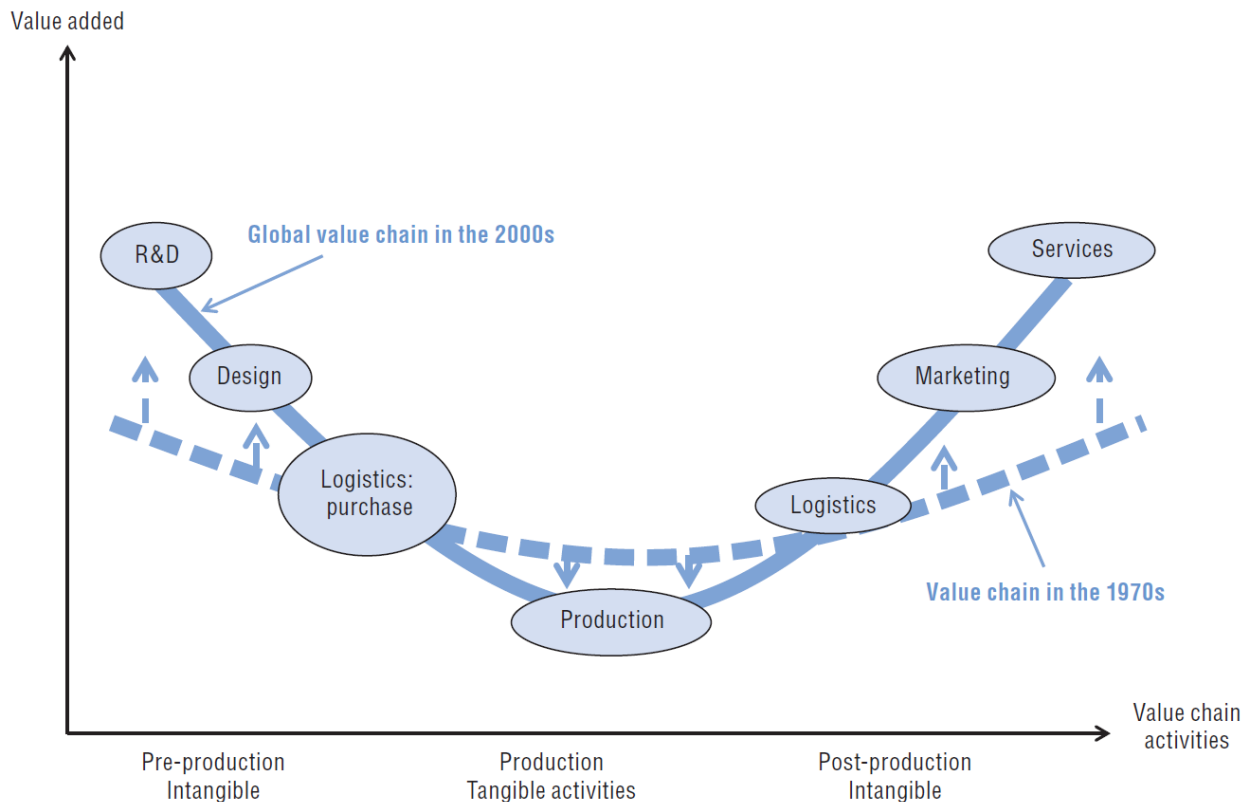 Value added
R&D
Global value chain in the 2000s
Services
Design
Marketing
Logistics:
purchase
Logistics
Production
Value chain in the 1970s
Value chain
activities
Pre-production
Intangible
Production
Tangible activities
Post-production
Intangible